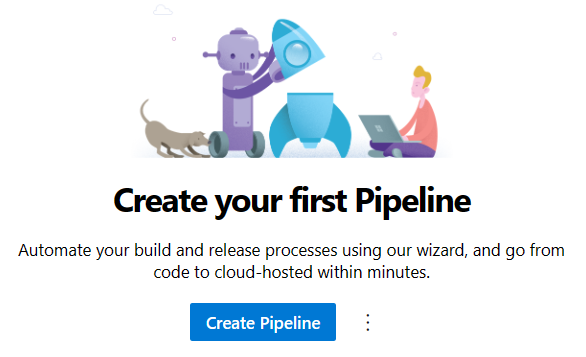 Create your first Pipeline
Automate your build and release processes using our wizard, and go from
code to cloud-hosted within minutes.
Create Pipeline